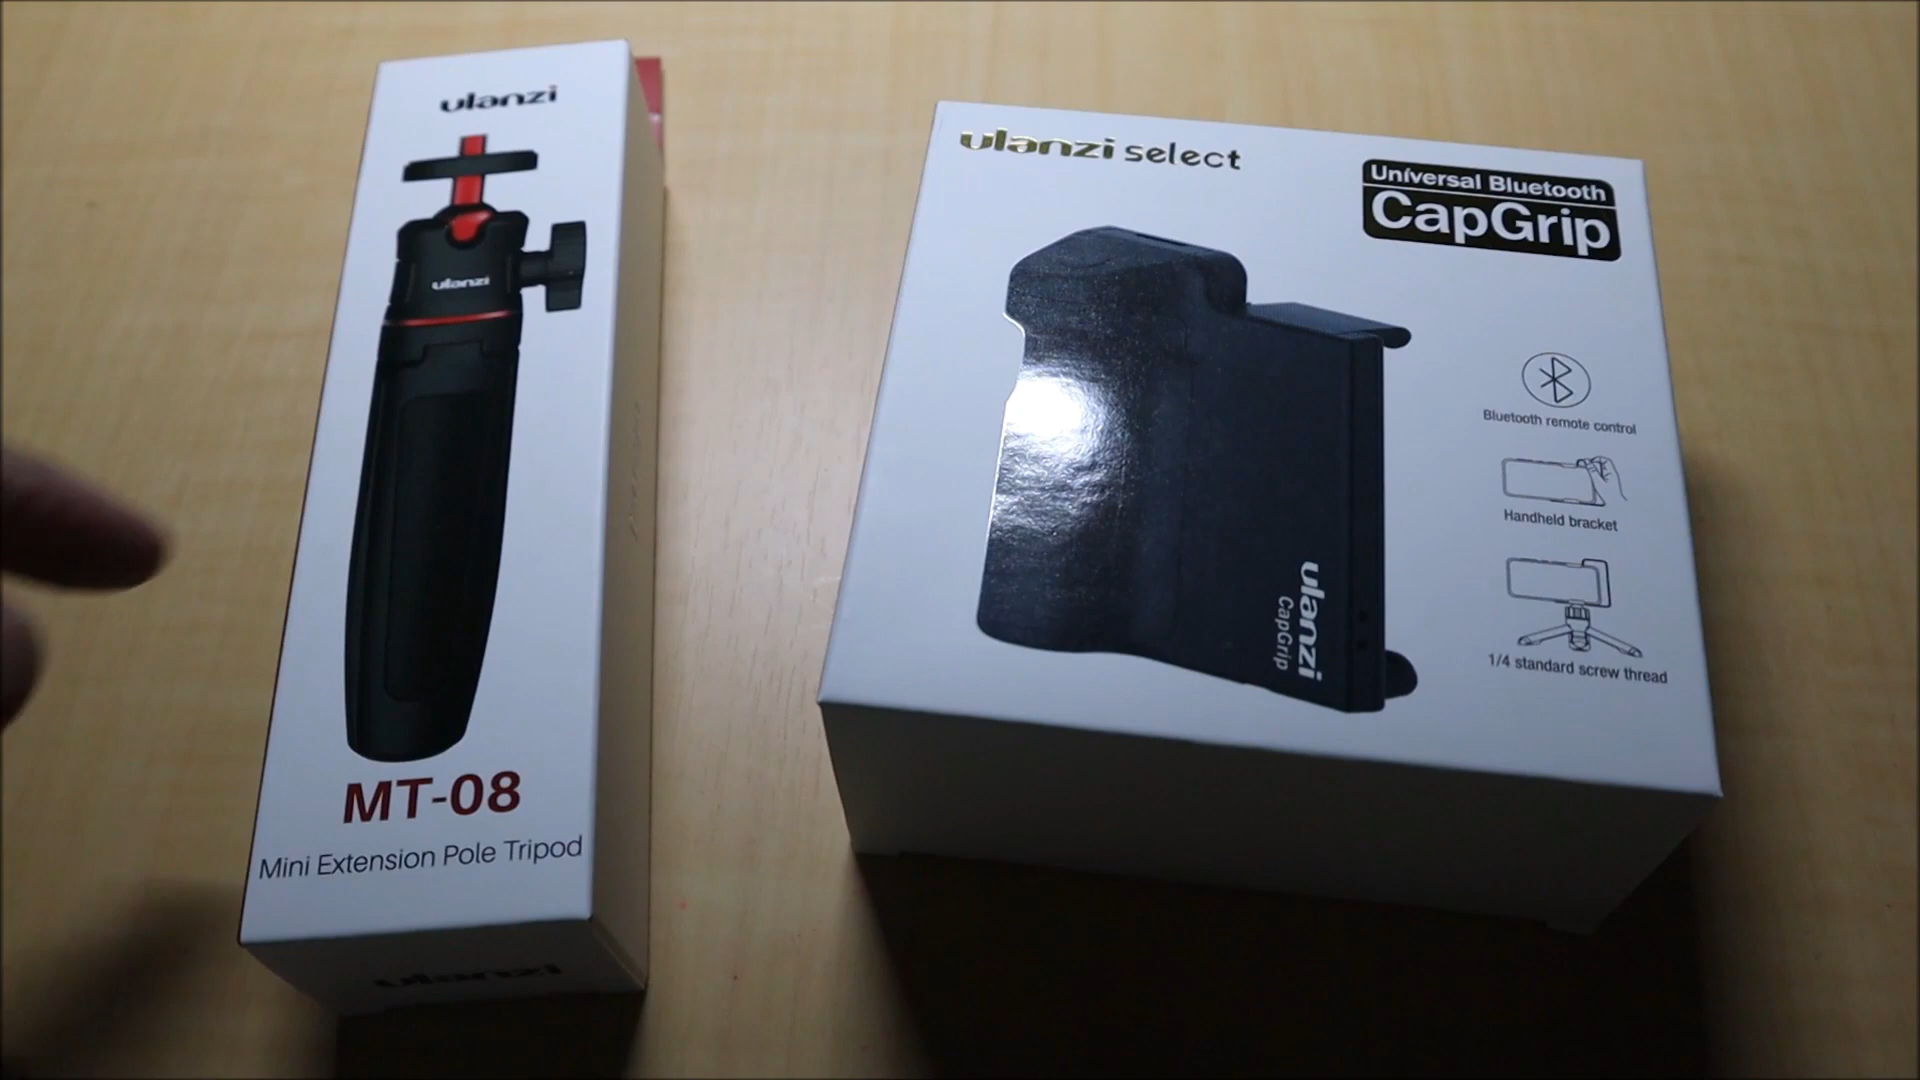 ulanzi
ulanzi
MT-08
Mini Extension Pole Tripod
ulanzi
ulanzi select
Universal Bluetooth
CapGrip
Bluetooth remote control
Handheld bracket
1/4 standard screw thread
ulanzi
CapGrip